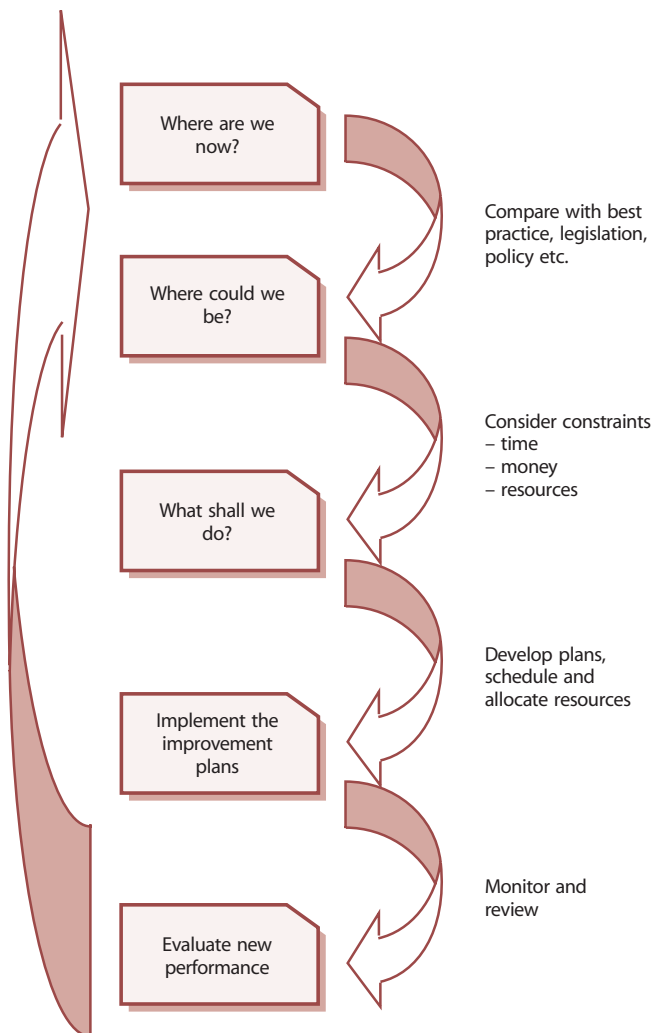 Where are we
now?
Compare with best
practice, legislation,
policy etc.
Where could we
be?
Consider constraints
– time
– money
– resources
What shall we
do?
Develop plans,
schedule and
allocate resources
Implement the
improvement
plans
Monitor and
review
Evaluate new
performance